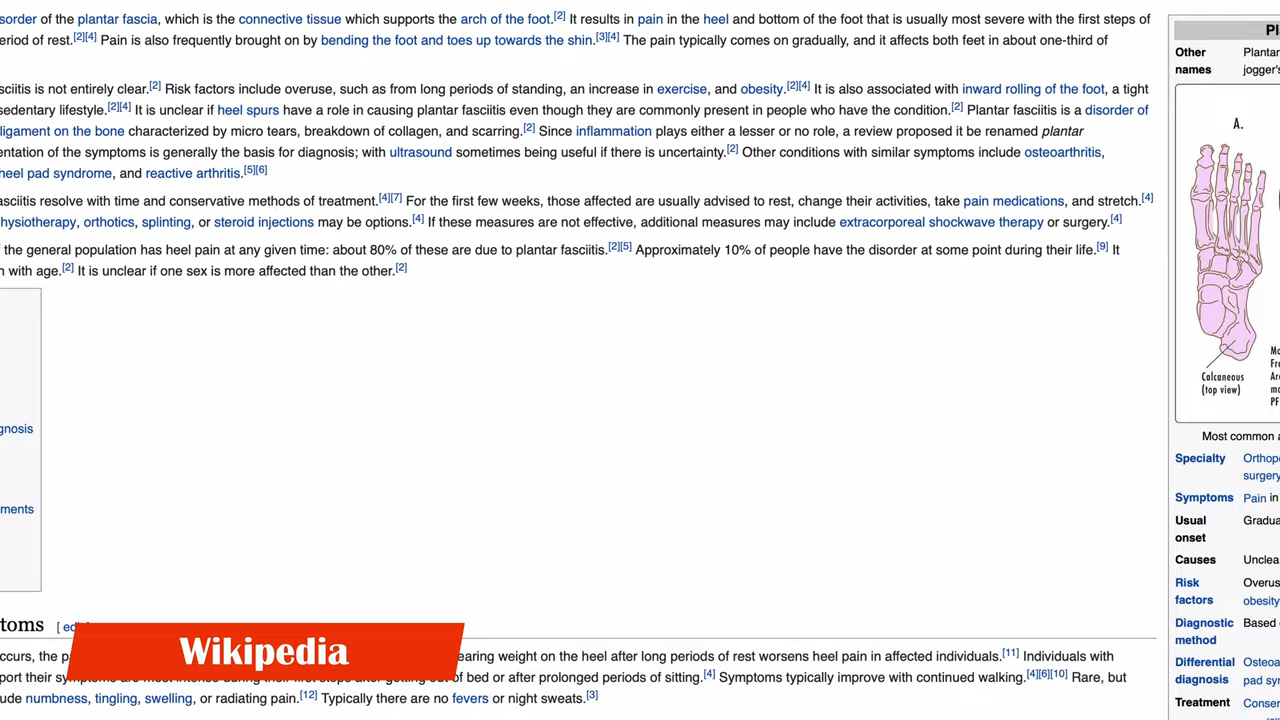 sorder of the plantar fascia, which is the connective tissue which supports the arch of the foot.[2] It results in pain in the heel and bottom of the foot that is usually most severe with the first steps of
eriod of rest.[2][4] Pain is also frequently brought on by bending the foot and toes up towards the shin.[3][4] The pain typically comes on gradually, and it affects both feet in about one-third of
sciitis is not entirely clear.[2] Risk factors include overuse, such as from long periods of standing, an increase in exercise, and obesity.[2][4] It is also associated with inward rolling of the foot, a tight
sedentary lifestyle.[2][4] It is unclear if heel spurs have a role in causing plantar fasciitis even though they are commonly present in people who have the condition.[2] Plantar fasciitis is a disorder of
ligament on the bone characterized by micro tears, breakdown of collagen, and scarring.[2] Since inflammation plays either a lesser or no role, a review proposed it be renamed plantar
entation of the symptoms is generally the basis for diagnosis; with ultrasound sometimes being useful if there is uncertainty.[2] Other conditions with similar symptoms include osteoarthritis,
heel pad syndrome, and reactive arthritis.[5][6]
asciitis resolve with time and conservative methods of treatment.[4][7] For the first few weeks, those affected are usually advised to rest, change their activities, take pain medications, and stretch.[4]
hysiotherapy, orthotics, splinting, or steroid injections may be options.[4] If these measures are not effective, additional measures may include extracorporeal shockwave therapy or surgery.[4]
f the general population has heel pain at any given time: about 80% of these are due to plantar fasciitis.[2][5] Approximately 10% of people have the disorder at some point during their life.[9] It
n with age.[2] It is unclear if one sex is more affected than the other.[2]
gnosis
ments
toms [ ed
ccurs, the p
earing weight on the heel after long periods of rest worsens heel pain in affected individuals.[11] Individuals with
port their
of bed or after prolonged periods of sitting.[4] Symptoms typically improve with continued walking.[4][6][10] Rare, but
ude numbness, tingling, swelling, or radiating pain.[12] Typically there are no fevers or night sweats.[3]
Wikipedia
Pl
Other names
Plantar
jogger's
A.
Calcaneous
(top view)
Mo
Fre
Are
ma
PF
Most common a
Specialty Orthope
surgery
Symptoms Pain in
Usual onset Gradua
Causes Unclea
Risk factors Overus
obesity
Diagnostic method Based
Differential diagnosis Osteoa
pad syn
Treatment Conser